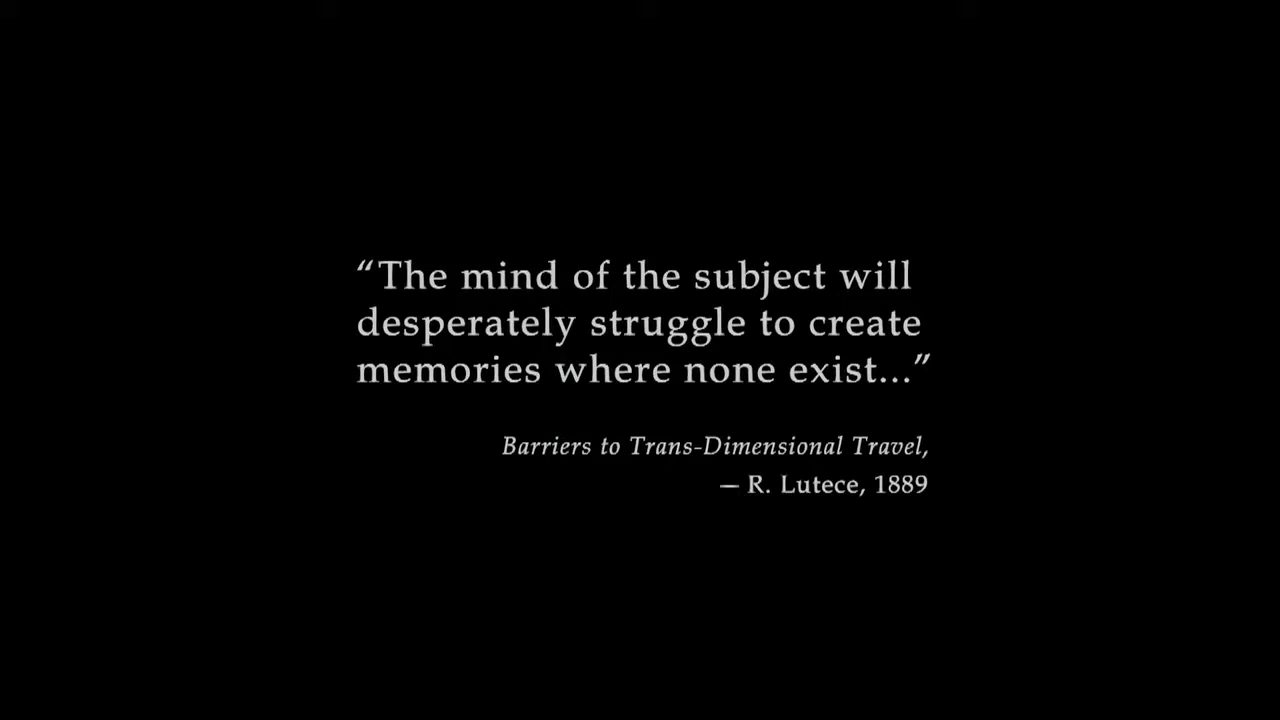 “The mind of the subject will
desperately struggle to create
memories where none exist...”
Barriers to Trans-Dimensional Travel,
— R. Lutece, 1889